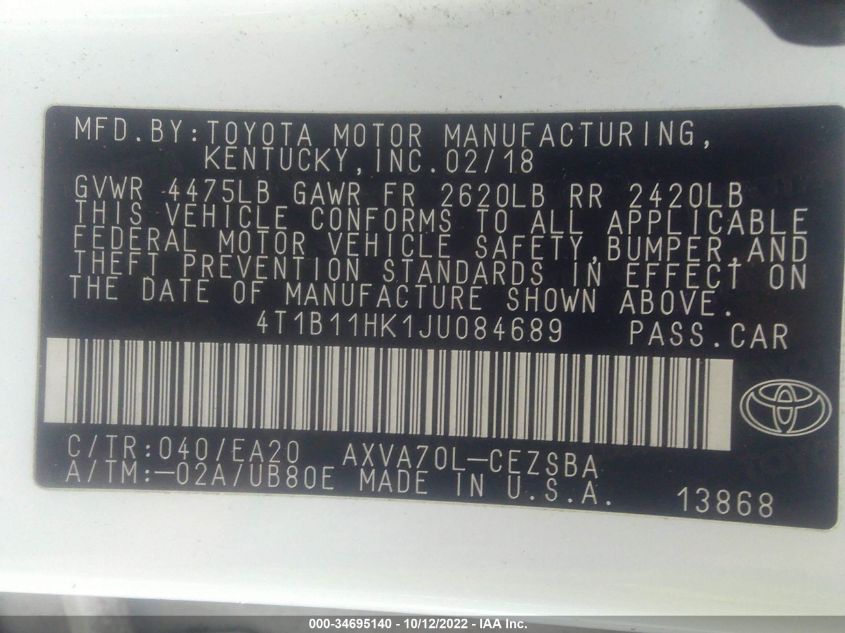 MFD.BY:TOYOTA MOTOR MANUFACTURING,
KENTUCKY,INC.02/18
GVWR 4475LB GAWR FR 2620LB RR 2420LB
THIS VEHICLE CONFORMS TO ALL APPLICABLE
FEDERAL MOTOR VEHICLE SAFETY,BUMPER,AND
THEFT PREVENTION STANDARDS IN EFFECT ON
THE DATE OF MANUFACTURE SHOWN ABOVE.
4T1B11HK1JU084689 PASS.CAR
C/TR:040/EA20 AXVA70L-CEZSBA
A/TM:-02A/UB80E MADE IN U.S.A. 13868
000-34695140 - 10/12/2022 - IAA Inc.